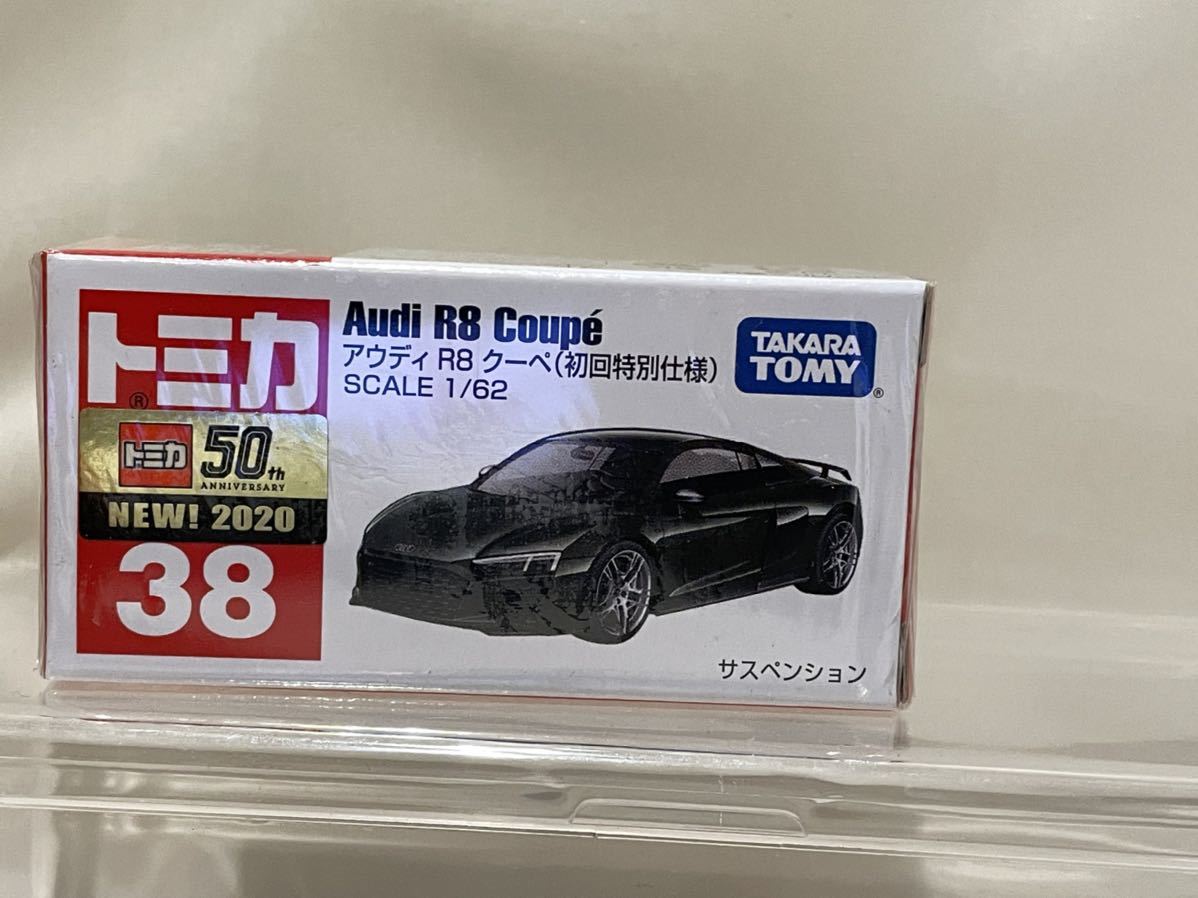 トミカ®
トミカ 50th
ANNIVERSARY
NEW! 2020
38
Audi R8 Coupé
アウディ R8 クーペ(初回特別仕様)
SCALE 1/62
TAKARA
TOMY®
サスペンション